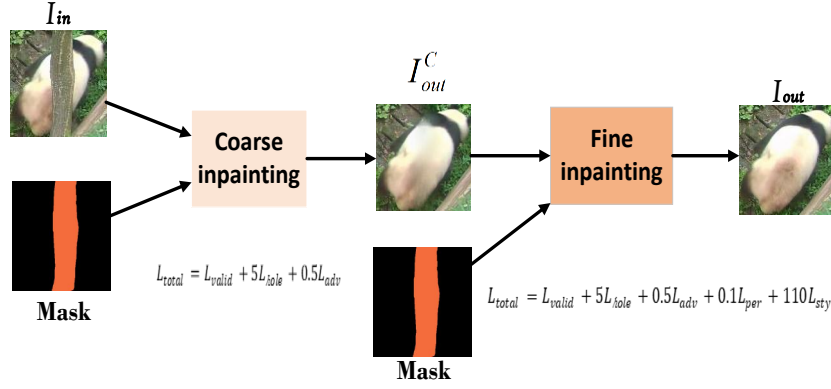 I_in
Mask
Coarse
inpainting
L_total = L_valid + 5L_hole + 0.5L_adv
I_out^C
Mask
Fine
inpainting
L_total = L_valid + 5L_hole + 0.5L_adv + 0.1L_per + 110L_sty
I_out